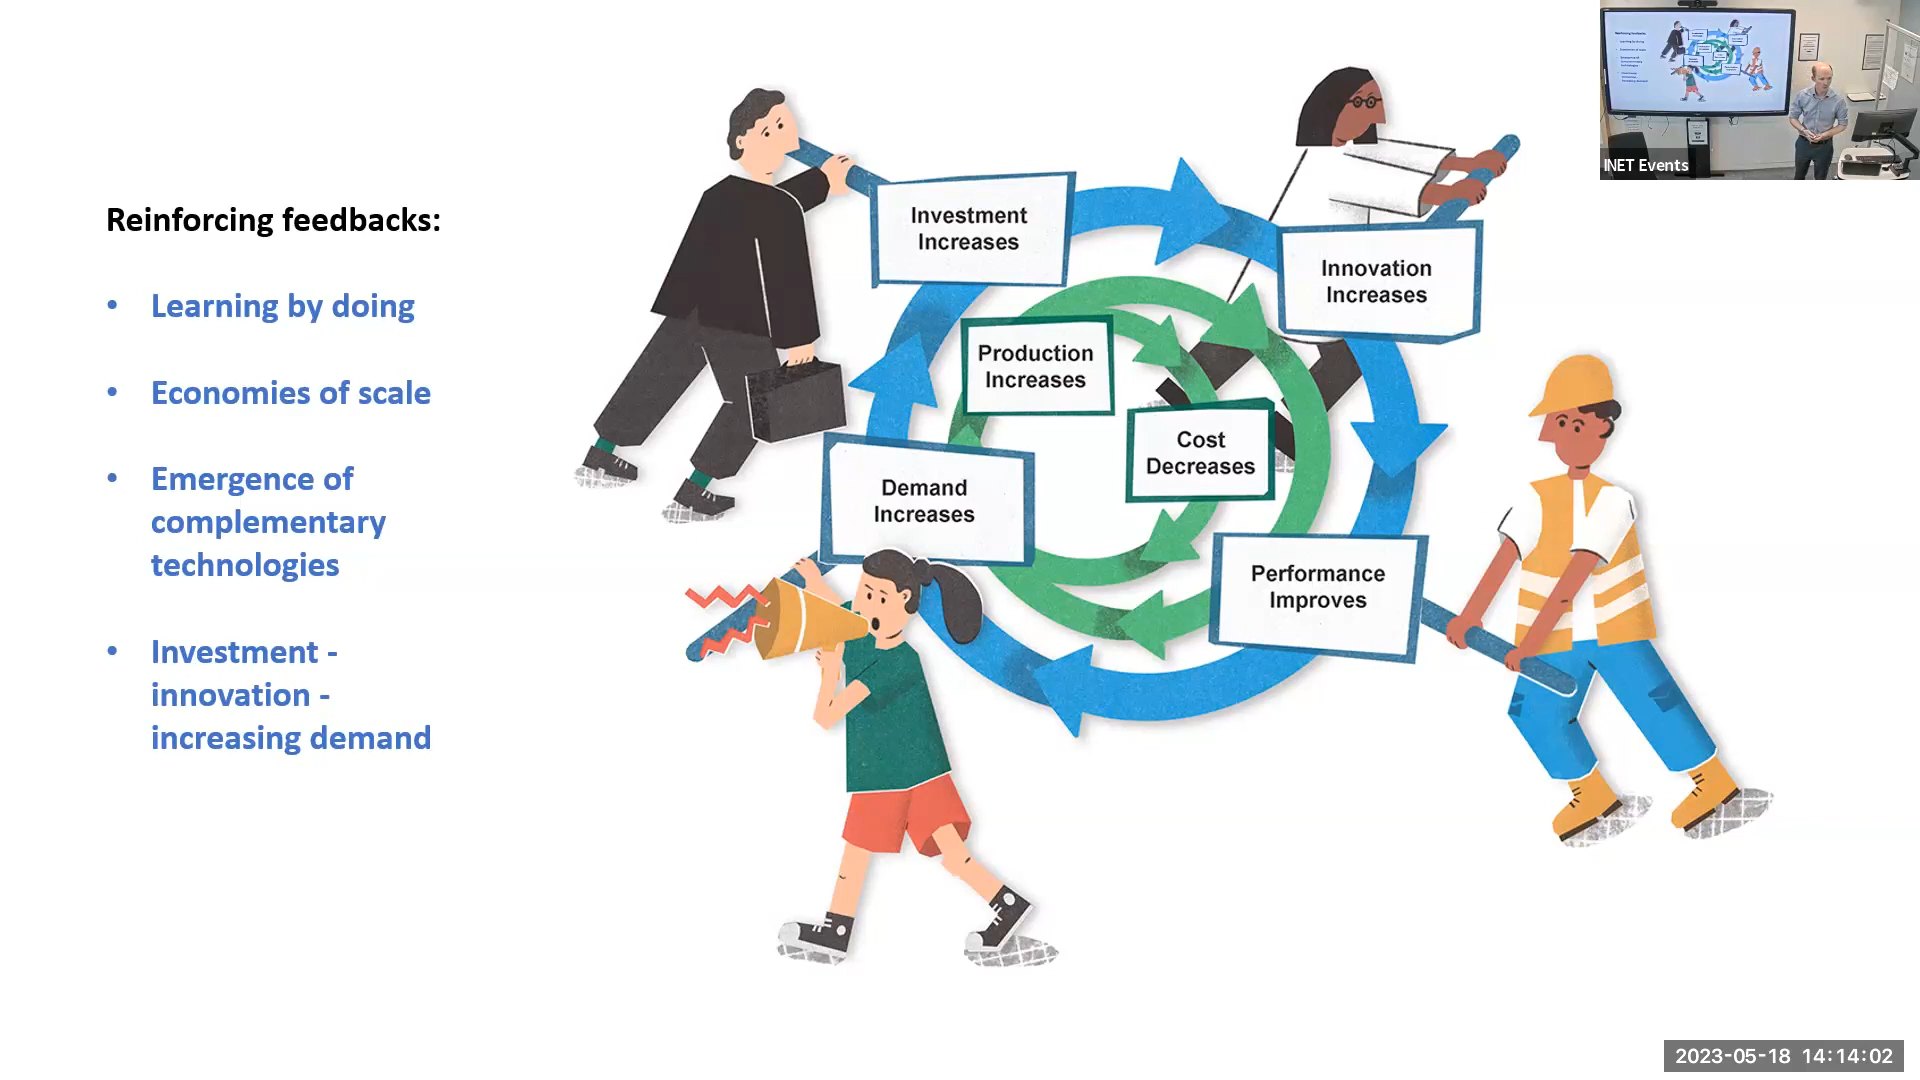 Reinforcing feedbacks:
• Learning by doing
• Economies of scale
• Emergence of
complementary
technologies
• Investment -
innovation -
increasing demand
Investment
Increases
Innovation
Increases
Production
Increases
Cost
Decreases
Demand
Increases
Performance
Improves
INET Events
2023-05-18 14:14:02